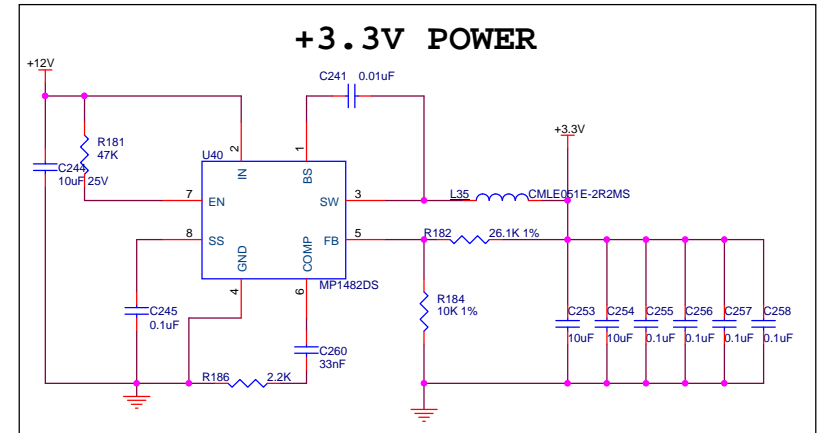 +3.3V POWER
+12V
C241 0.01uF
R181
47K
C244
10uF 25V
U40
2
1
IN
BS
7
EN
SW
3
L35
CMLE051E-2R2MS
+3.3V
8
SS
GND
COMP
FB
5
R182
26.1K 1%
4
6
MP1482DS
C245
0.1uF
R184
10K 1%
C260
33nF
R186
2.2K
C253
10uF
C254
10uF
C255
0.1uF
C256
0.1uF
C257
0.1uF
C258
0.1uF